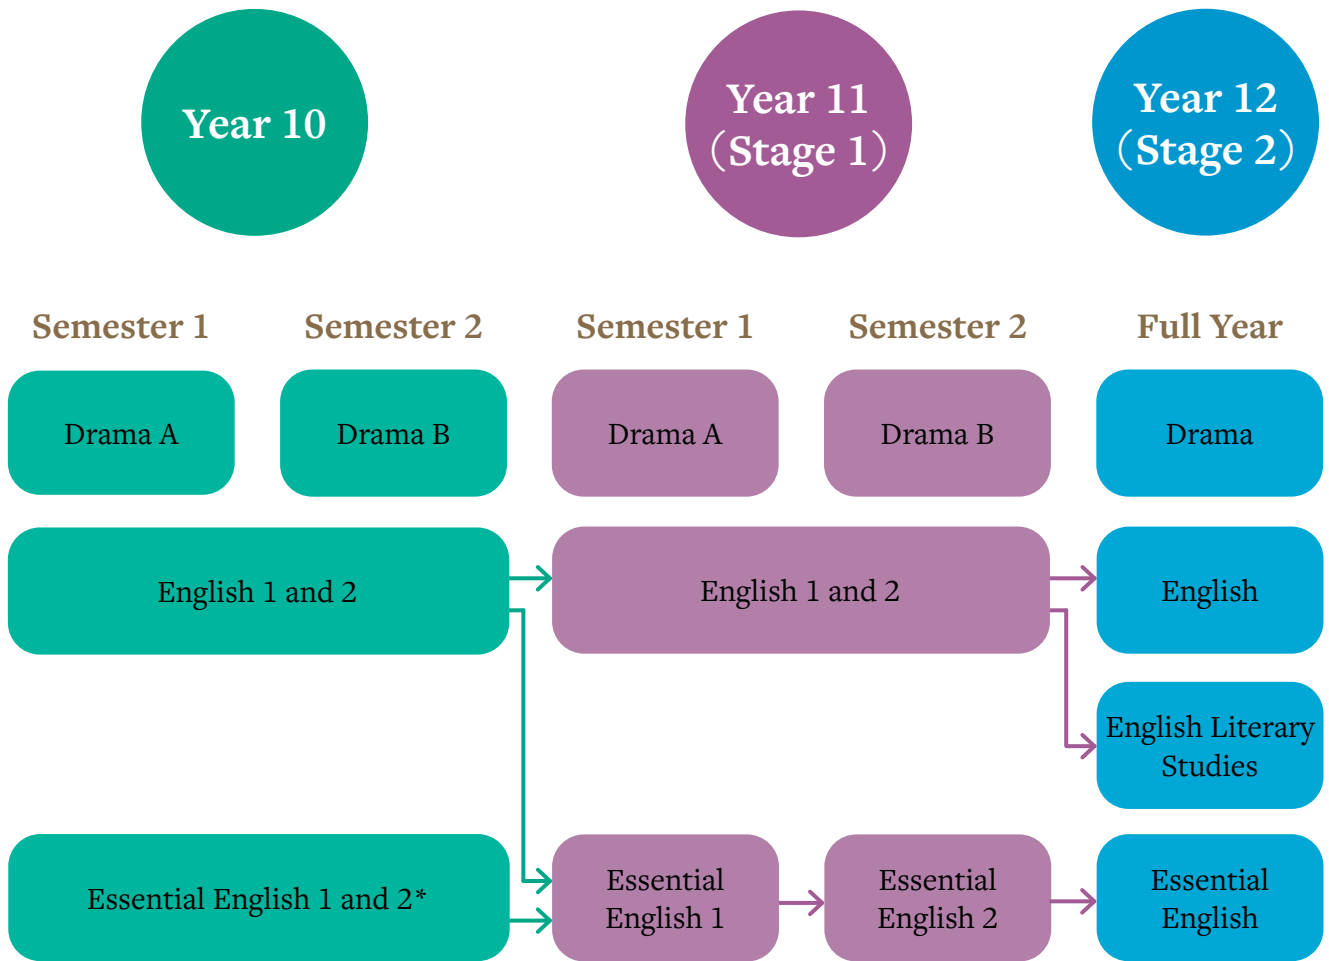 Year 10
Year 11
(Stage 1)
Year 12
(Stage 2)
Semester 1
Semester 2
Semester 1
Semester 2
Full Year
Drama A
Drama B
Drama A
Drama B
Drama
English 1 and 2
English 1 and 2
English
English Literary
Studies
Essential English 1 and 2*
Essential
English 1
Essential
English 2
Essential
English